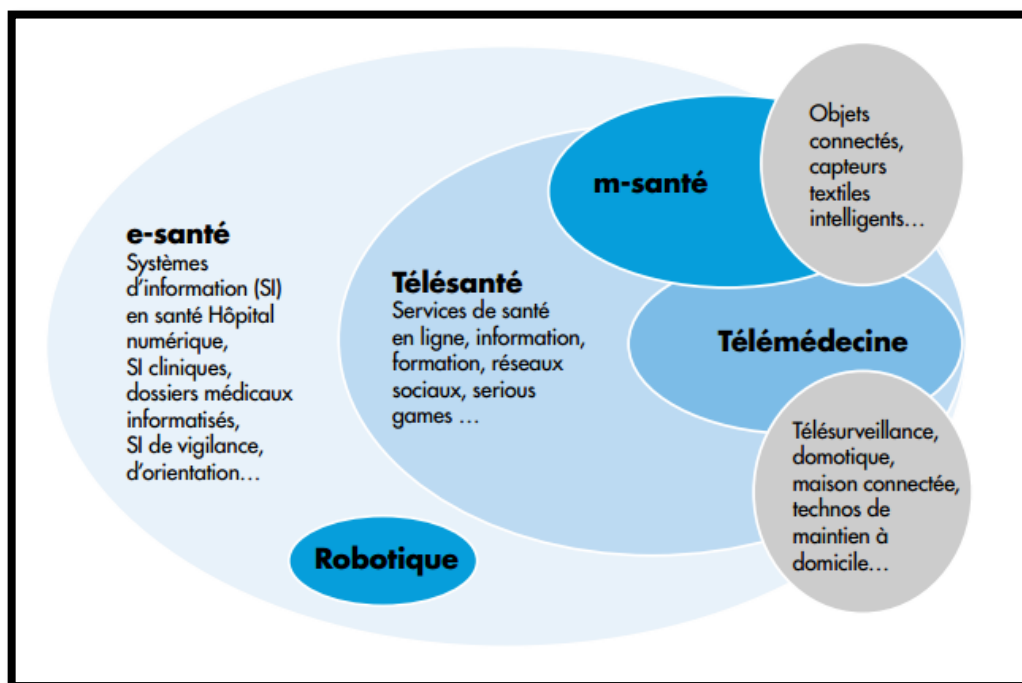 e-santé
Systèmes
d'information (SI)
en santé Hôpital
numérique,
SI cliniques,
dossiers médicaux
informatisés,
SI de vigilance,
d'orientation…
Télésanté
Services de santé
en ligne, information,
formation, réseaux
sociaux, serious
games …
m-santé
Objets
connectés,
capteurs
textiles
intelligents…
Télémédecine
Télésurveillance,
domotique,
maison connectée,
technos de
maintien à
domicile…
Robotique